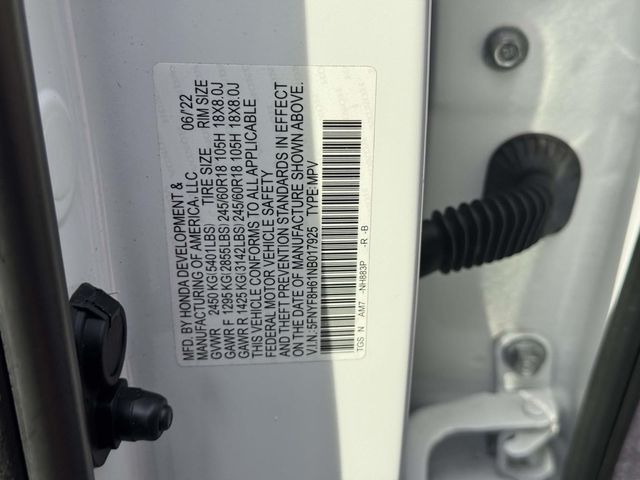 MFD. BY HONDA DEVELOPMENT &
MANUFACTURING OF AMERICA, LLC 06/22
GVWR 2450 KG(5401LBS) TIRE SIZE RIM SIZE
GAWR F 1295 KG(2855LBS) 245/60R18 105H 18X8.0J
GAWR R 1425 KG(3142LBS) 245/60R18 105H 18X8.0J
THIS VEHICLE CONFORMS TO ALL APPLICABLE
FEDERAL MOTOR VEHICLE SAFETY
AND THEFT PREVENTION STANDARDS IN EFFECT
ON THE DATE OF MANUFACTURE SHOWN ABOVE.
V.I.N.: 5FNYF8H61NB017925 TYPE:MPV
TGS N AM7 -NH883P -R -B